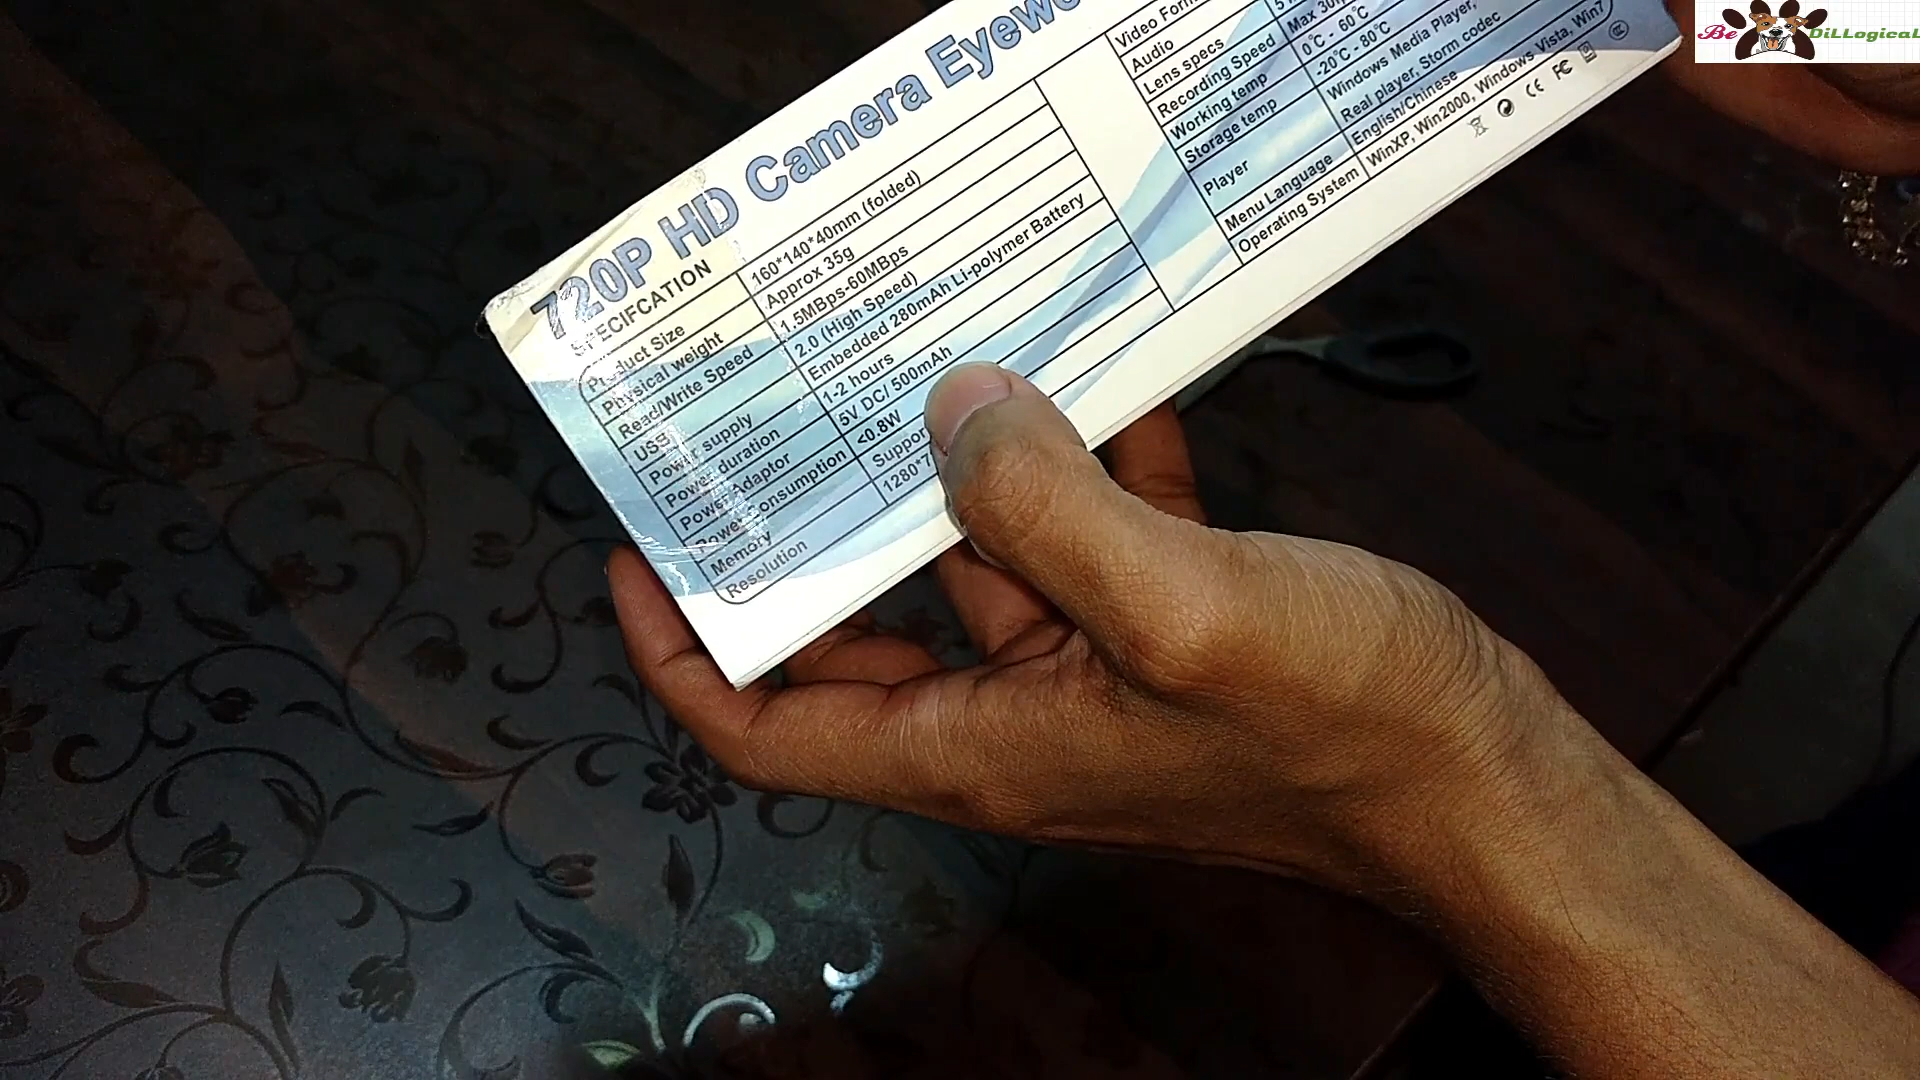 Be DiLLogical
720P HD Camera
SPECIFCATION
Product Size 160*140*40mm (folded)
Physical weight Approx 35g
Read/Write Speed 1.5MBps-60MBps
USB 2.0 (High Speed)
Power supply Embedded 280mAh Li-polymer Battery
Power duration 1-2 hours
Power Adaptor 5V DC/ 500mAh
Power consumption <0.8W
Memory
Resolution
Video
Audio
Lens specs
Recording Speed Max
Working temp 0°C - 60°C
Storage temp -20°C - 80°C
Player Windows Media Player,
Real player, Storm codec
Menu Language English/Chinese
Operating System WinXP, Win2000, Windows Vista, Win7
CE FC